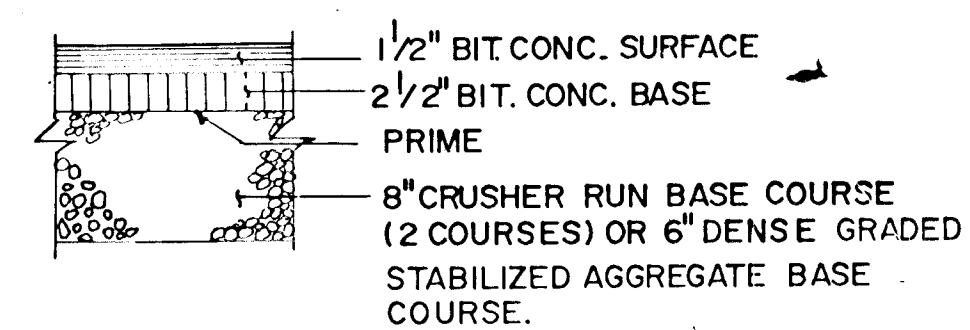 1 1/2" BIT. CONC. SURFACE
2 1/2" BIT. CONC. BASE
PRIME
8" CRUSHER RUN BASE COURSE
(2 COURSES) OR 6" DENSE GRADED
STABILIZED AGGREGATE BASE
COURSE.